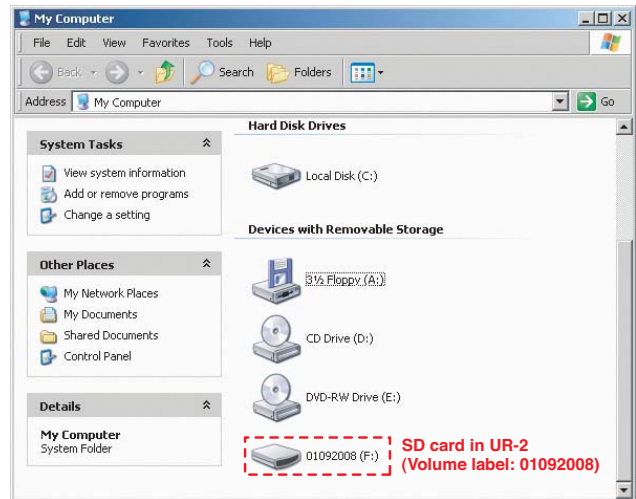 My Computer
File Edit View Favorites Tools Help
Back Search Folders
Address My Computer Go
System Tasks
View system information
Add or remove programs
Change a setting
Other Places
My Network Places
My Documents
Shared Documents
Control Panel
Details
My Computer
System Folder
Hard Disk Drives
Local Disk (C:)
Devices with Removable Storage
3½ Floppy (A:)
CD Drive (D:)
DVD-RW Drive (E:)
01092008 (F:)
SD card in UR-2
(Volume label: 01092008)